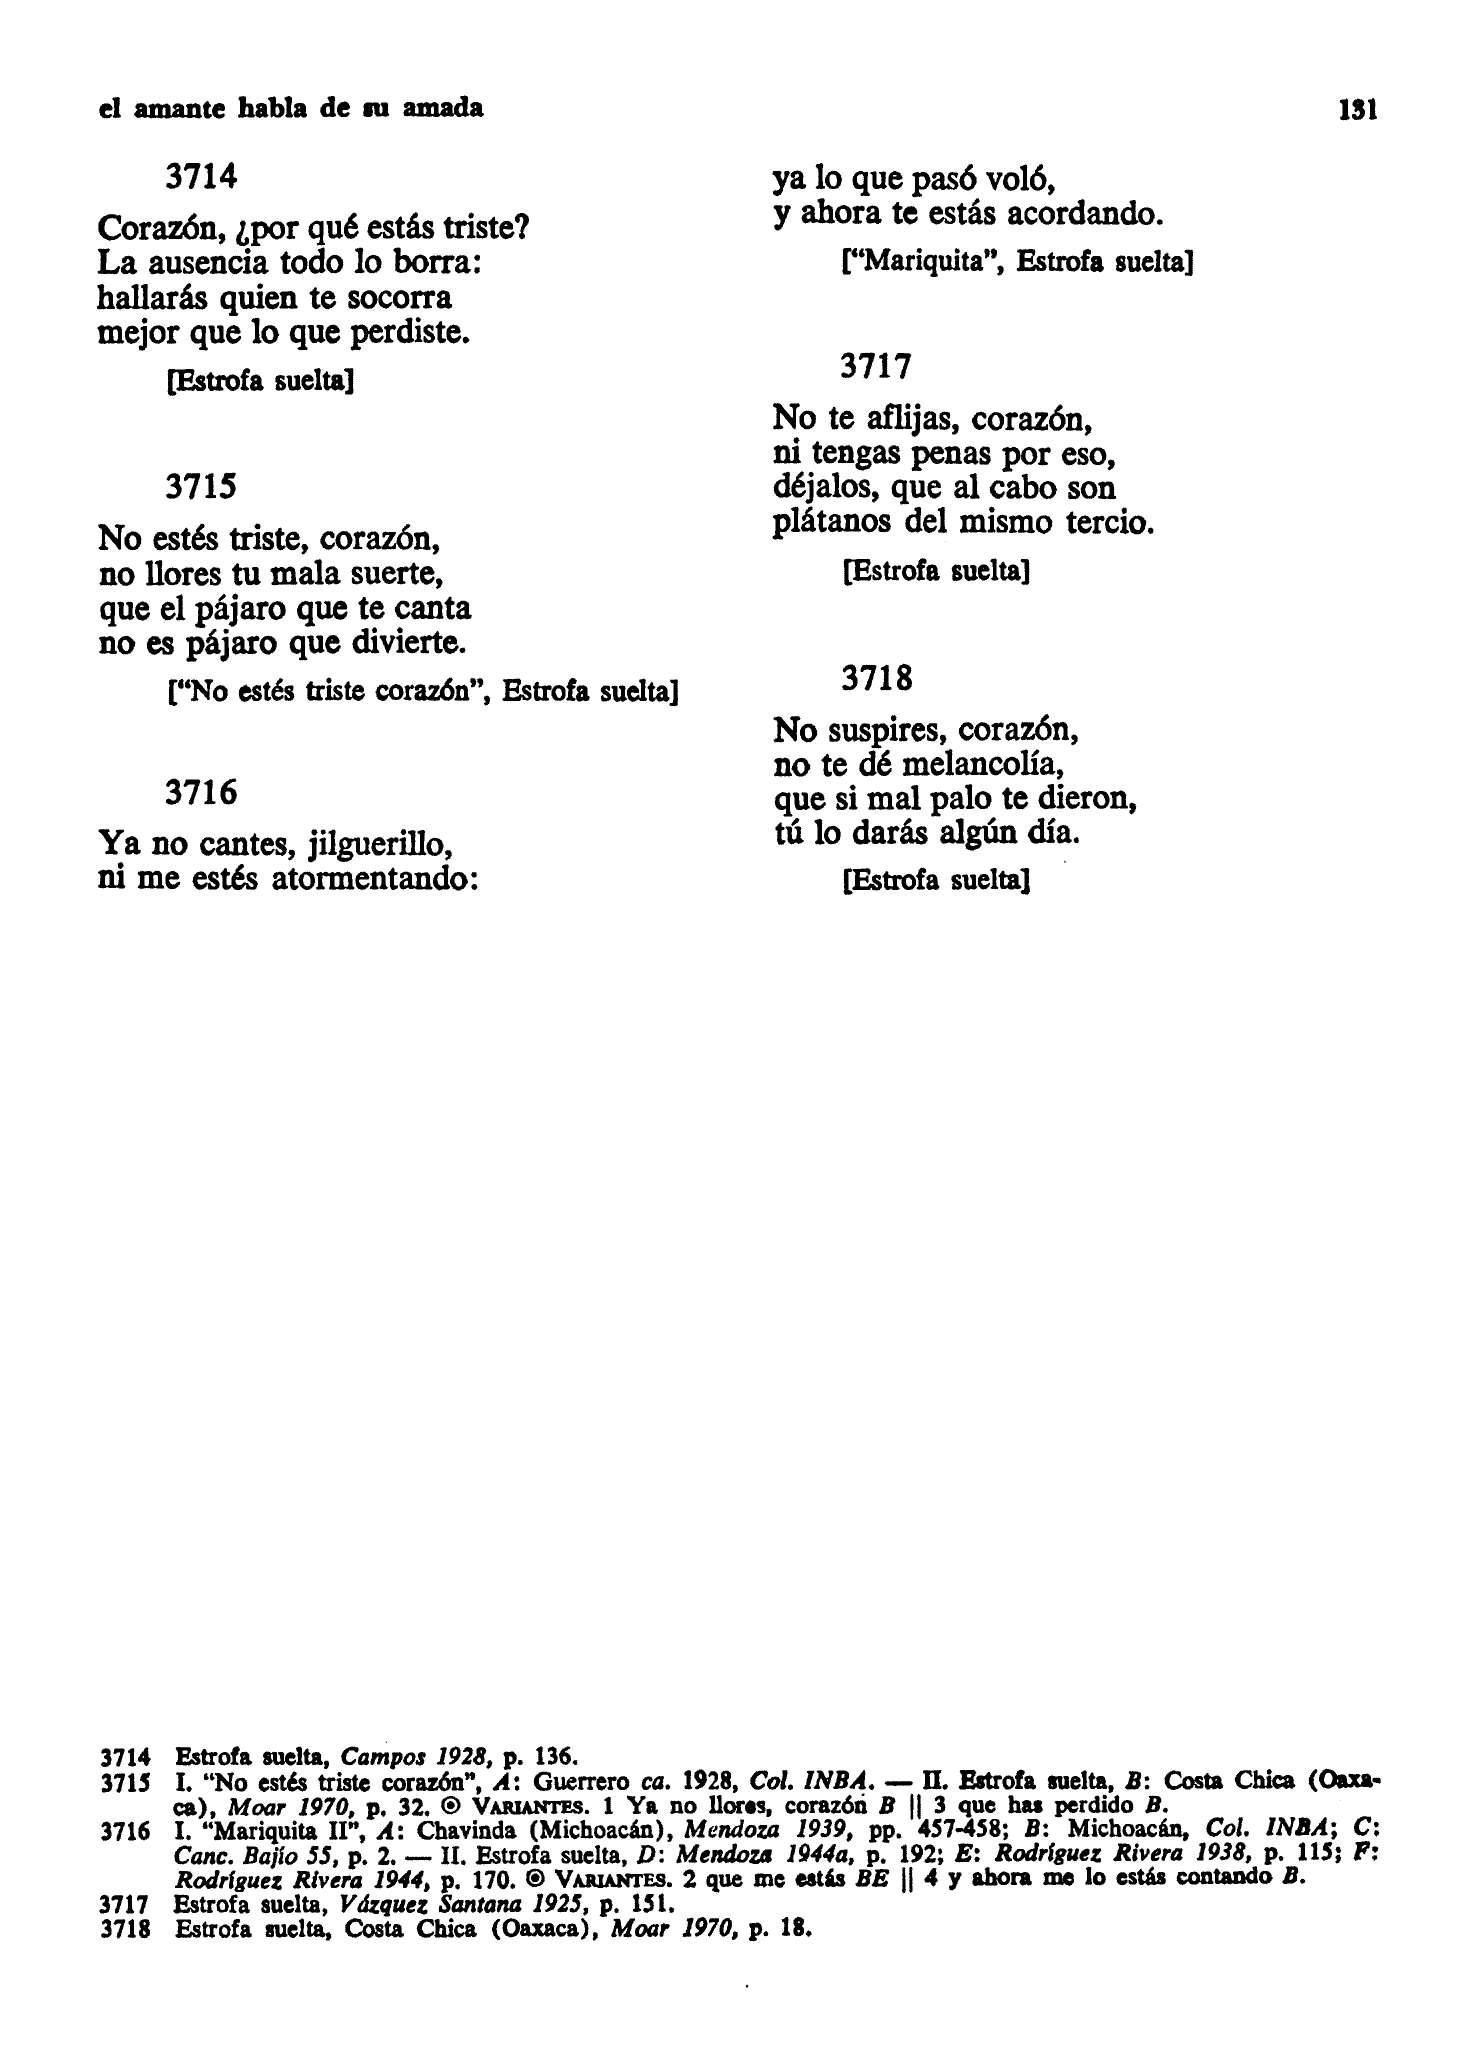 el amante habla de su amada
131
3714
Corazón, ¿por qué estás triste?
La ausencia todo lo borra:
hallarás quien te socorra
mejor que lo que perdiste.
[Estrofa suelta]
3715
No estés triste, corazón,
no llores tu mala suerte,
que el pájaro que te canta
no es pájaro que divierte.
[“No estés triste corazón”, Estrofa suelta]
3716
Ya no cantes, jilguerillo,
ni me estés atormentando:
ya lo que pasó voló,
y ahora te estás acordando.
[“Mariquita”, Estrofa suelta]
3717
No te aflijas, corazón,
ni tengas penas por eso,
déjalos, que al cabo son
plátanos del mismo tercio.
[Estrofa suelta]
3718
No suspires, corazón,
no te dé melancolía,
que si mal palo te dieron,
tú lo darás algún día.
[Estrofa suelta]
3714 Estrofa suelta, Campos 1928, p. 136.
3715 I. “No estés triste corazón”, A: Guerrero ca. 1928, Col. INBA. — II. Estrofa suelta, B: Costa Chica (Oaxa-
ca), Moar 1970, p. 32. ⊙ VARIANTES. 1 Ya no llores, corazón B || 3 que has perdido B.
3716 I. “Mariquita II”, A: Chavinda (Michoacán), Mendoza 1939, pp. 457-458; B: Michoacán, Col. INBA; C:
Canc. Bajío 55, p. 2. — II. Estrofa suelta, D: Mendoza 1944a, p. 192; E: Rodríguez Rivera 1938, p. 115; F:
Rodríguez Rivera 1944, p. 170. ⊙ VARIANTES. 2 que me estás BE || 4 y ahora me lo estás contando B.
3717 Estrofa suelta, Vázquez Santana 1925, p. 151.
3718 Estrofa suelta, Costa Chica (Oaxaca), Moar 1970, p. 18.